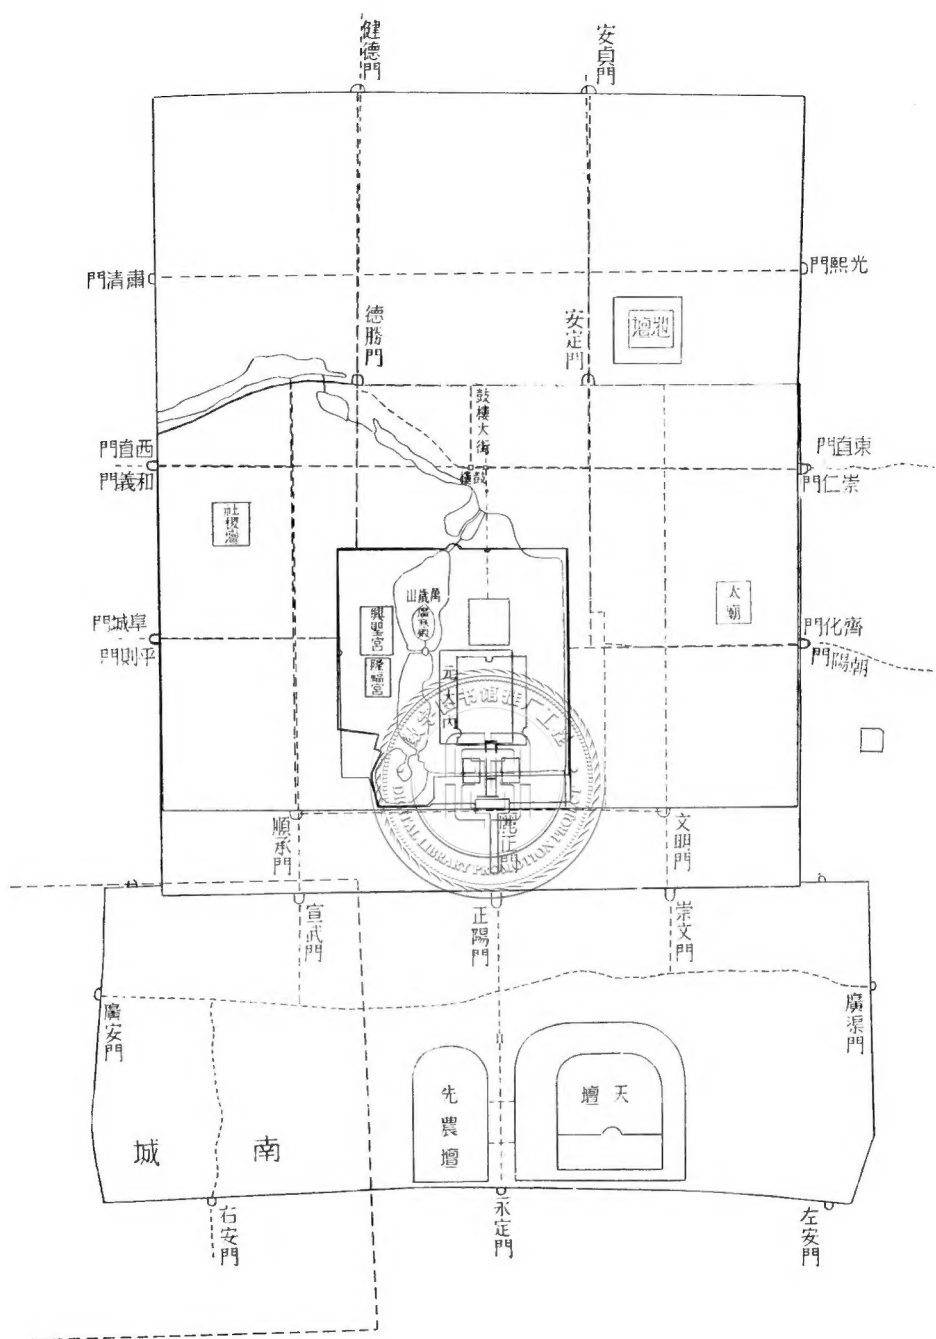 健德門
安貞門
門清肅
門熙光
德勝門
安定門
地壇
鼓樓大街
門直西
門義和
門直東
門仁崇
鼓樓
社稷壇
太廟
山歲萬
廣寒殿
興聖宮
隆福宮
門城阜
門則平
門化齊
門陽朝
元大內
DIGITAL LIBRARY PROMOTION PROJECT
順承門
麗正門
文明門
宣武門
正陽門
崇文門
廣安門
廣渠門
先農壇
壇天
城南
右安門
永定門
左安門